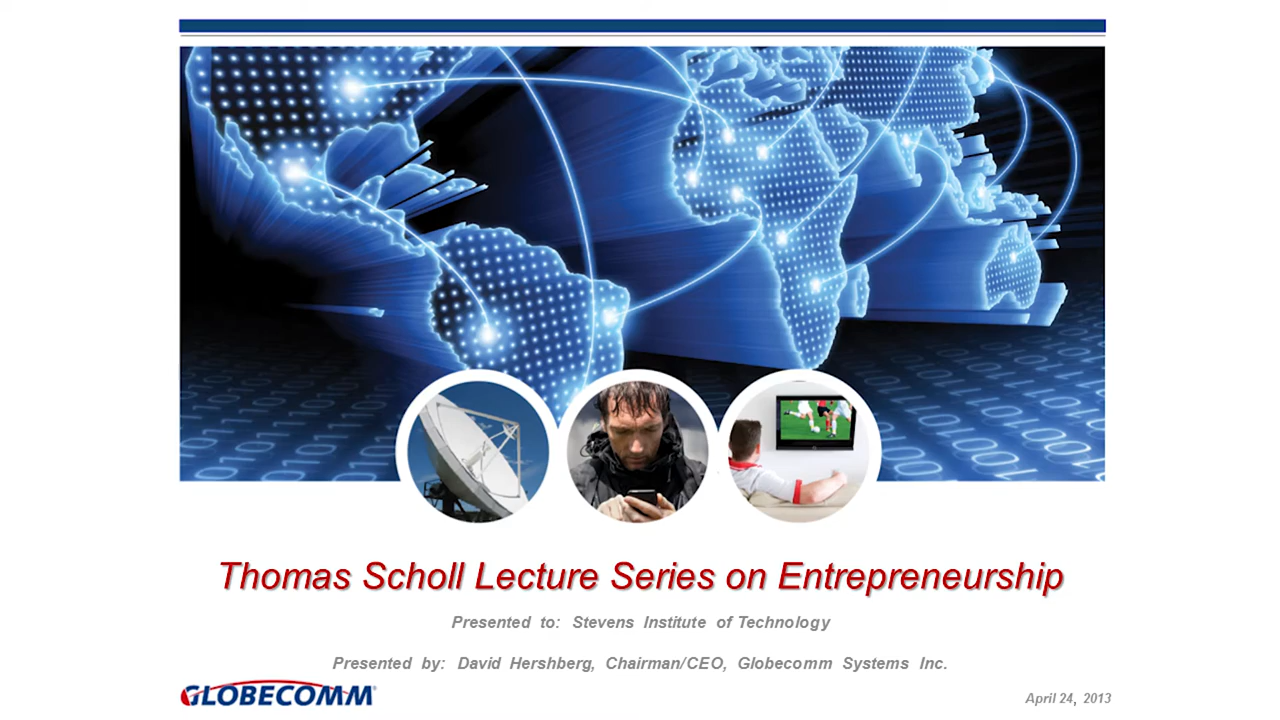 Thomas Scholl Lecture Series on Entrepreneurship
Presented to: Stevens Institute of Technology
Presented by: David Hershberg, Chairman/CEO, Globecomm Systems Inc.
GLOBECOMM®
April 24, 2013